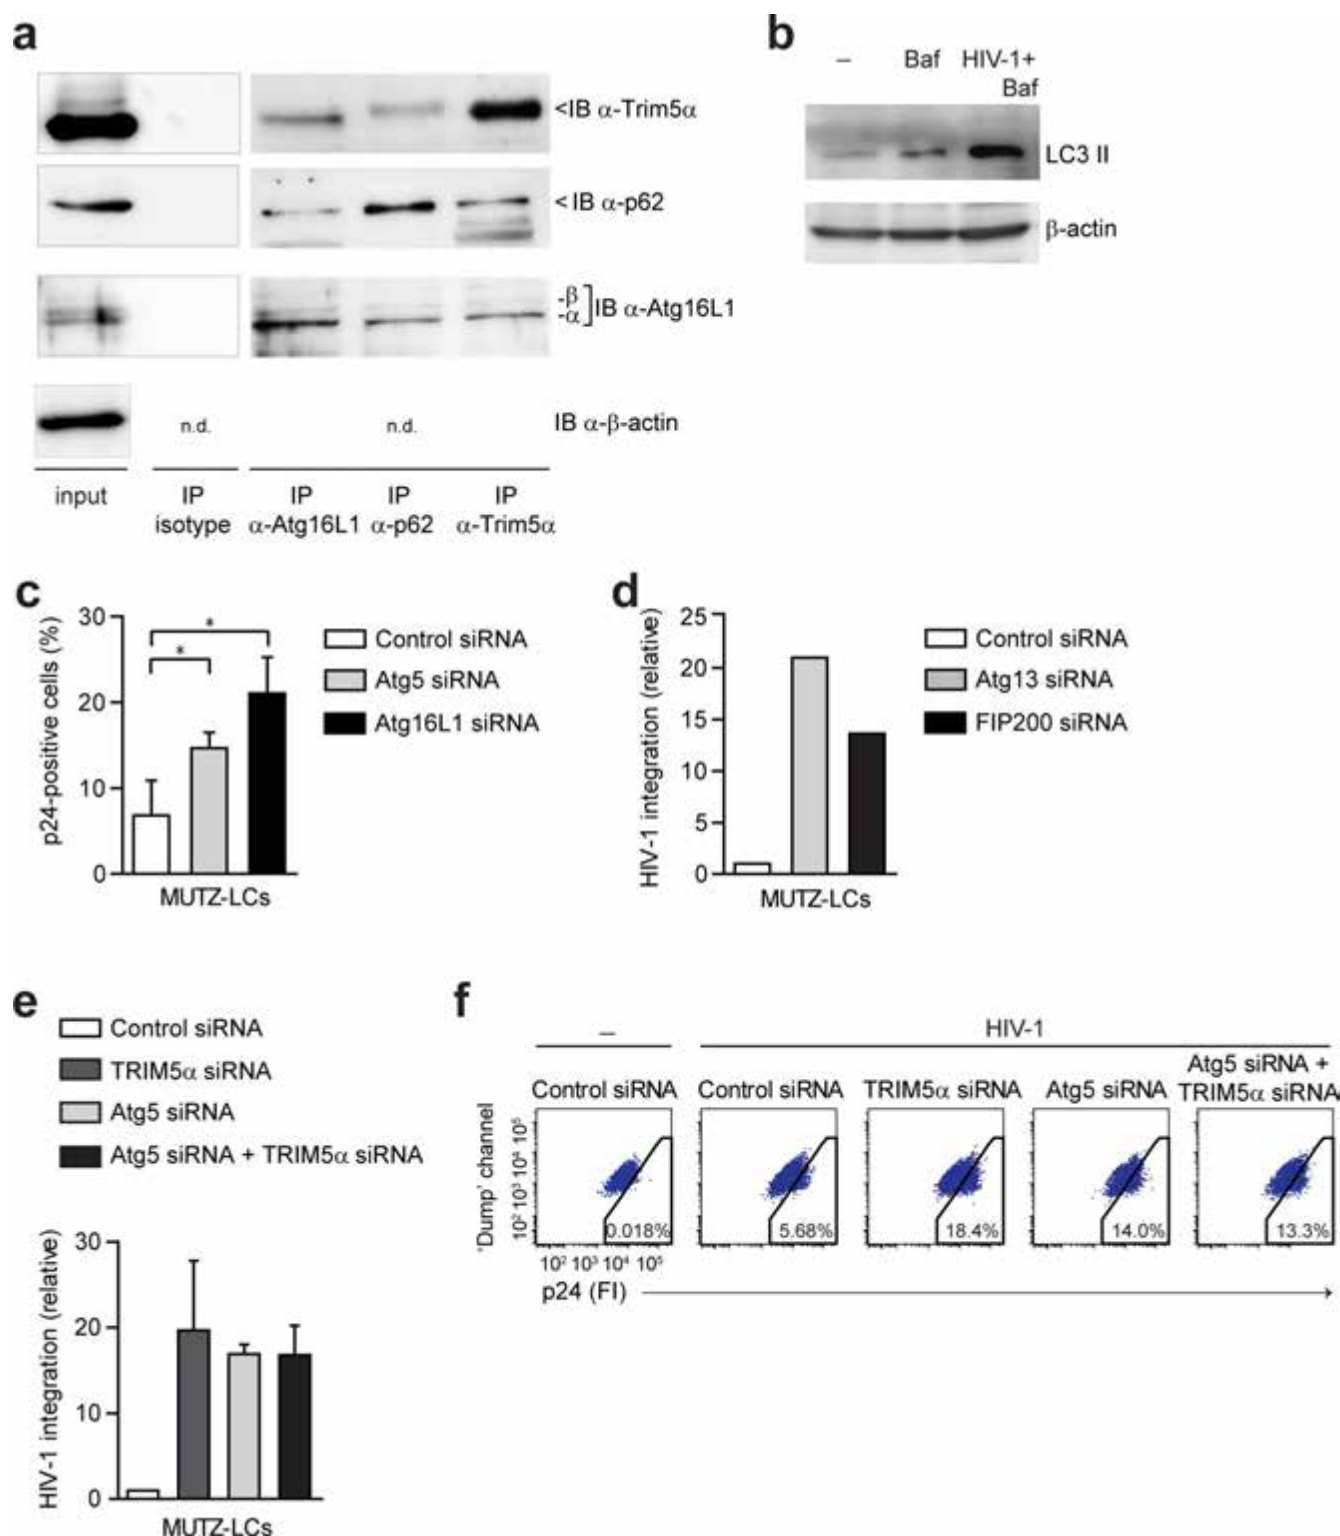 a
<IB α-Trim5α
< IB α-p62
-β
-α
IB α-Atg16L1
IB α-β-actin
n.d.
n.d.
input
IP
isotype
IP
α-Atg16L1
IP
α-p62
IP
α-Trim5α
b
–
Baf
HIV-1+
Baf
LC3 II
β-actin
c
p24-positive cells (%)
30
20
10
0
*
*
MUTZ-LCs
Control siRNA
Atg5 siRNA
Atg16L1 siRNA
d
HIV-1 integration (relative)
25
20
15
10
5
0
MUTZ-LCs
Control siRNA
Atg13 siRNA
FIP200 siRNA
e
Control siRNA
TRIM5α siRNA
Atg5 siRNA
Atg5 siRNA + TRIM5α siRNA
HIV-1 integration (relative)
30
20
10
0
MUTZ-LCs
f
–
HIV-1
Control siRNA
Control siRNA
TRIM5α siRNA
Atg5 siRNA
Atg5 siRNA +
TRIM5α siRNA
'Dump' channel
10² 10³ 10⁴ 10⁵
0.018%
5.68%
18.4%
14.0%
13.3%
10² 10³ 10⁴ 10⁵
p24 (FI)